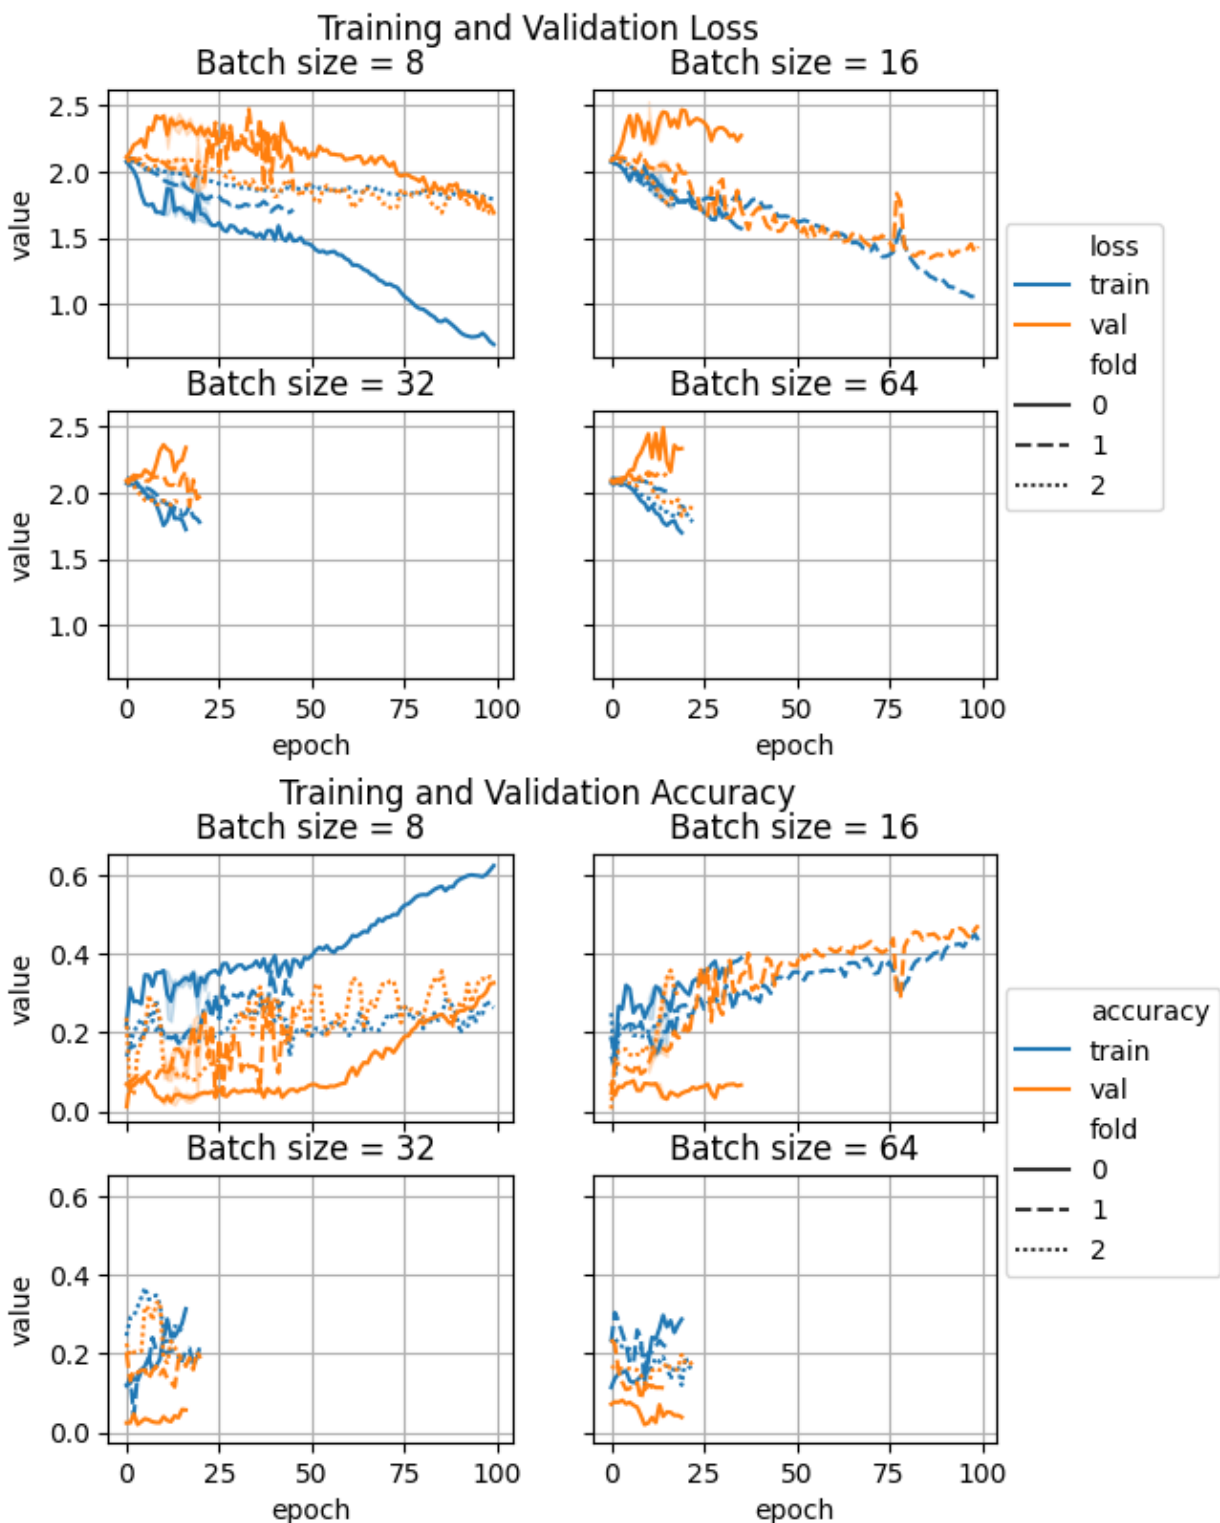 Training and Validation Loss
Batch size = 8
Batch size = 16
2.5
2.0
1.5
1.0
value
loss
train
val
fold
0
1
2
Batch size = 32
Batch size = 64
2.5
2.0
1.5
1.0
value
0 25 50 75 100
0 25 50 75 100
epoch
epoch
Training and Validation Accuracy
Batch size = 8
Batch size = 16
0.6
0.4
0.2
0.0
value
accuracy
train
val
fold
0
1
2
Batch size = 32
Batch size = 64
0.6
0.4
0.2
0.0
value
0 25 50 75 100
0 25 50 75 100
epoch
epoch